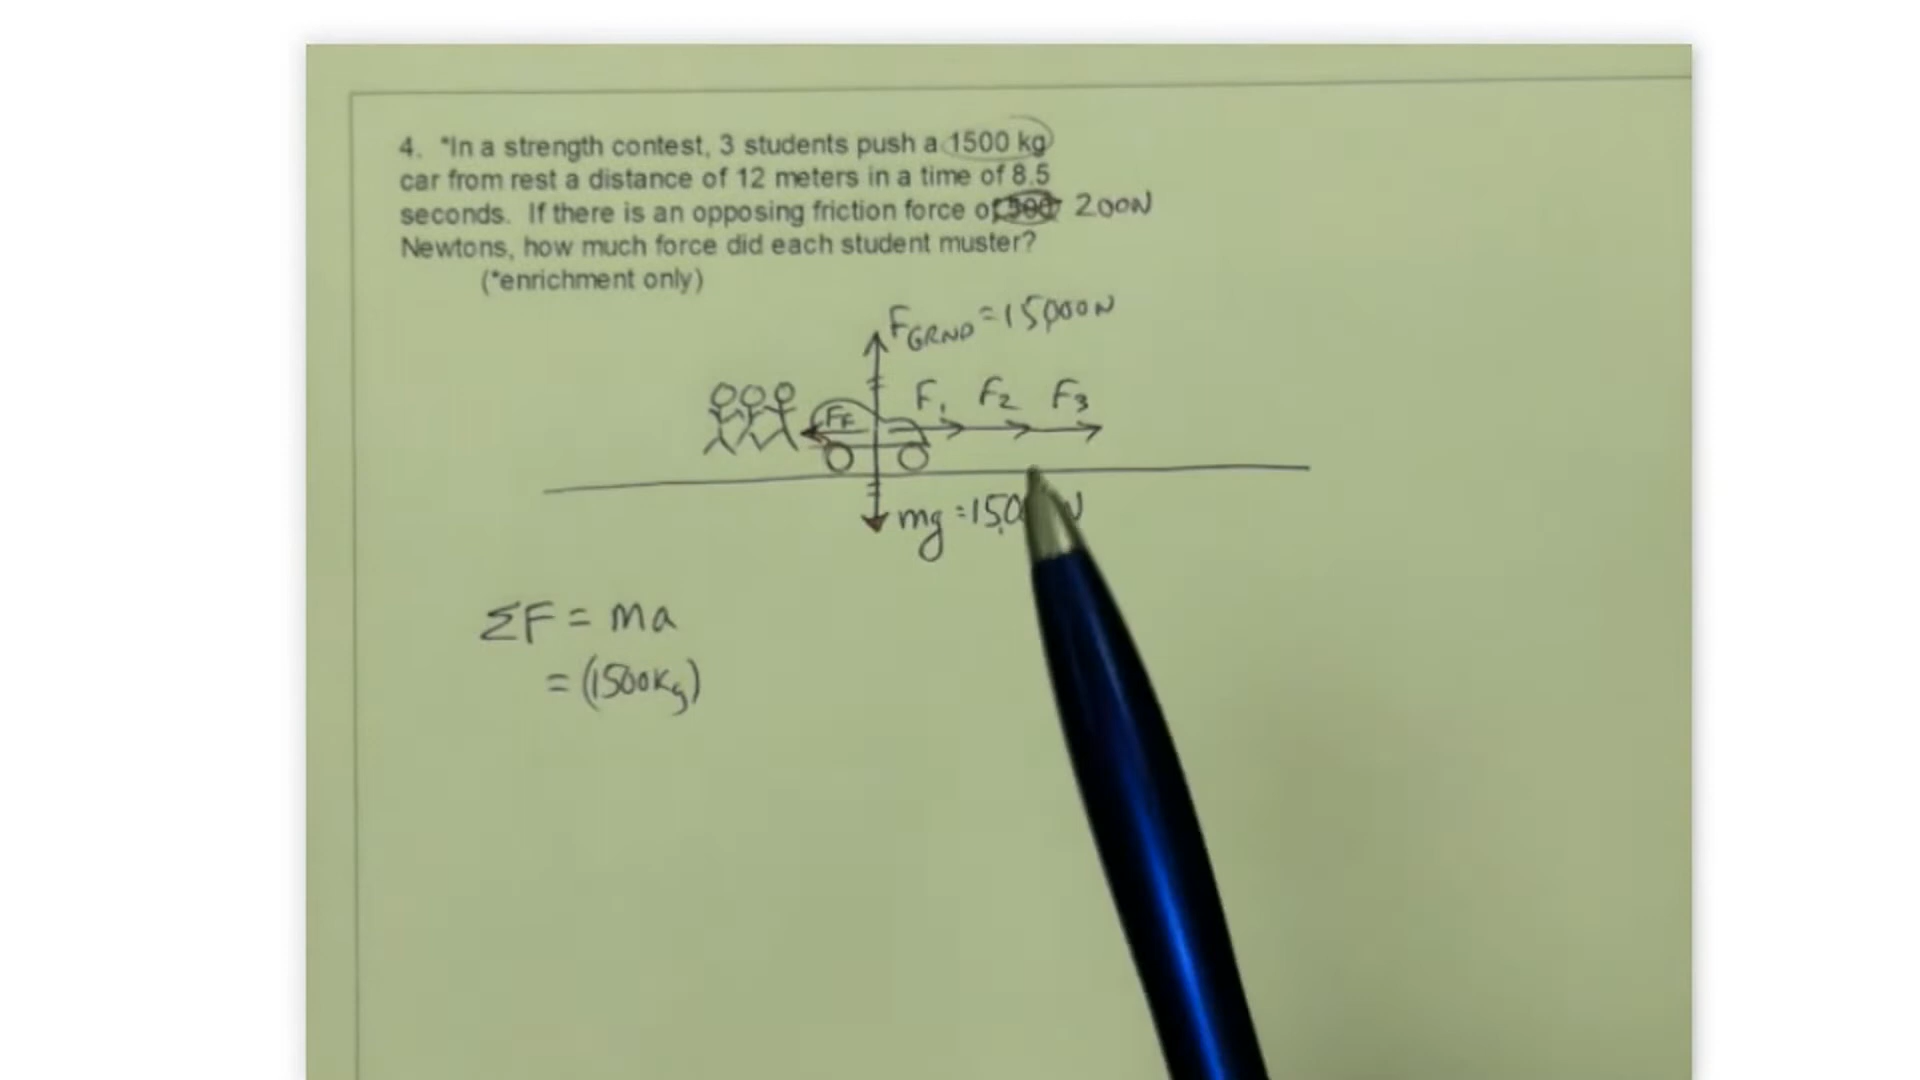 4. *In a strength contest, 3 students push a 1500 kg
car from rest a distance of 12 meters in a time of 8.5
seconds. If there is an opposing friction force of 200N
Newtons, how much force did each student muster?
(*enrichment only)
FGRND = 15,000N
F1 F2 F3
FF
mg =
ΣF = ma
= (1500Kg)